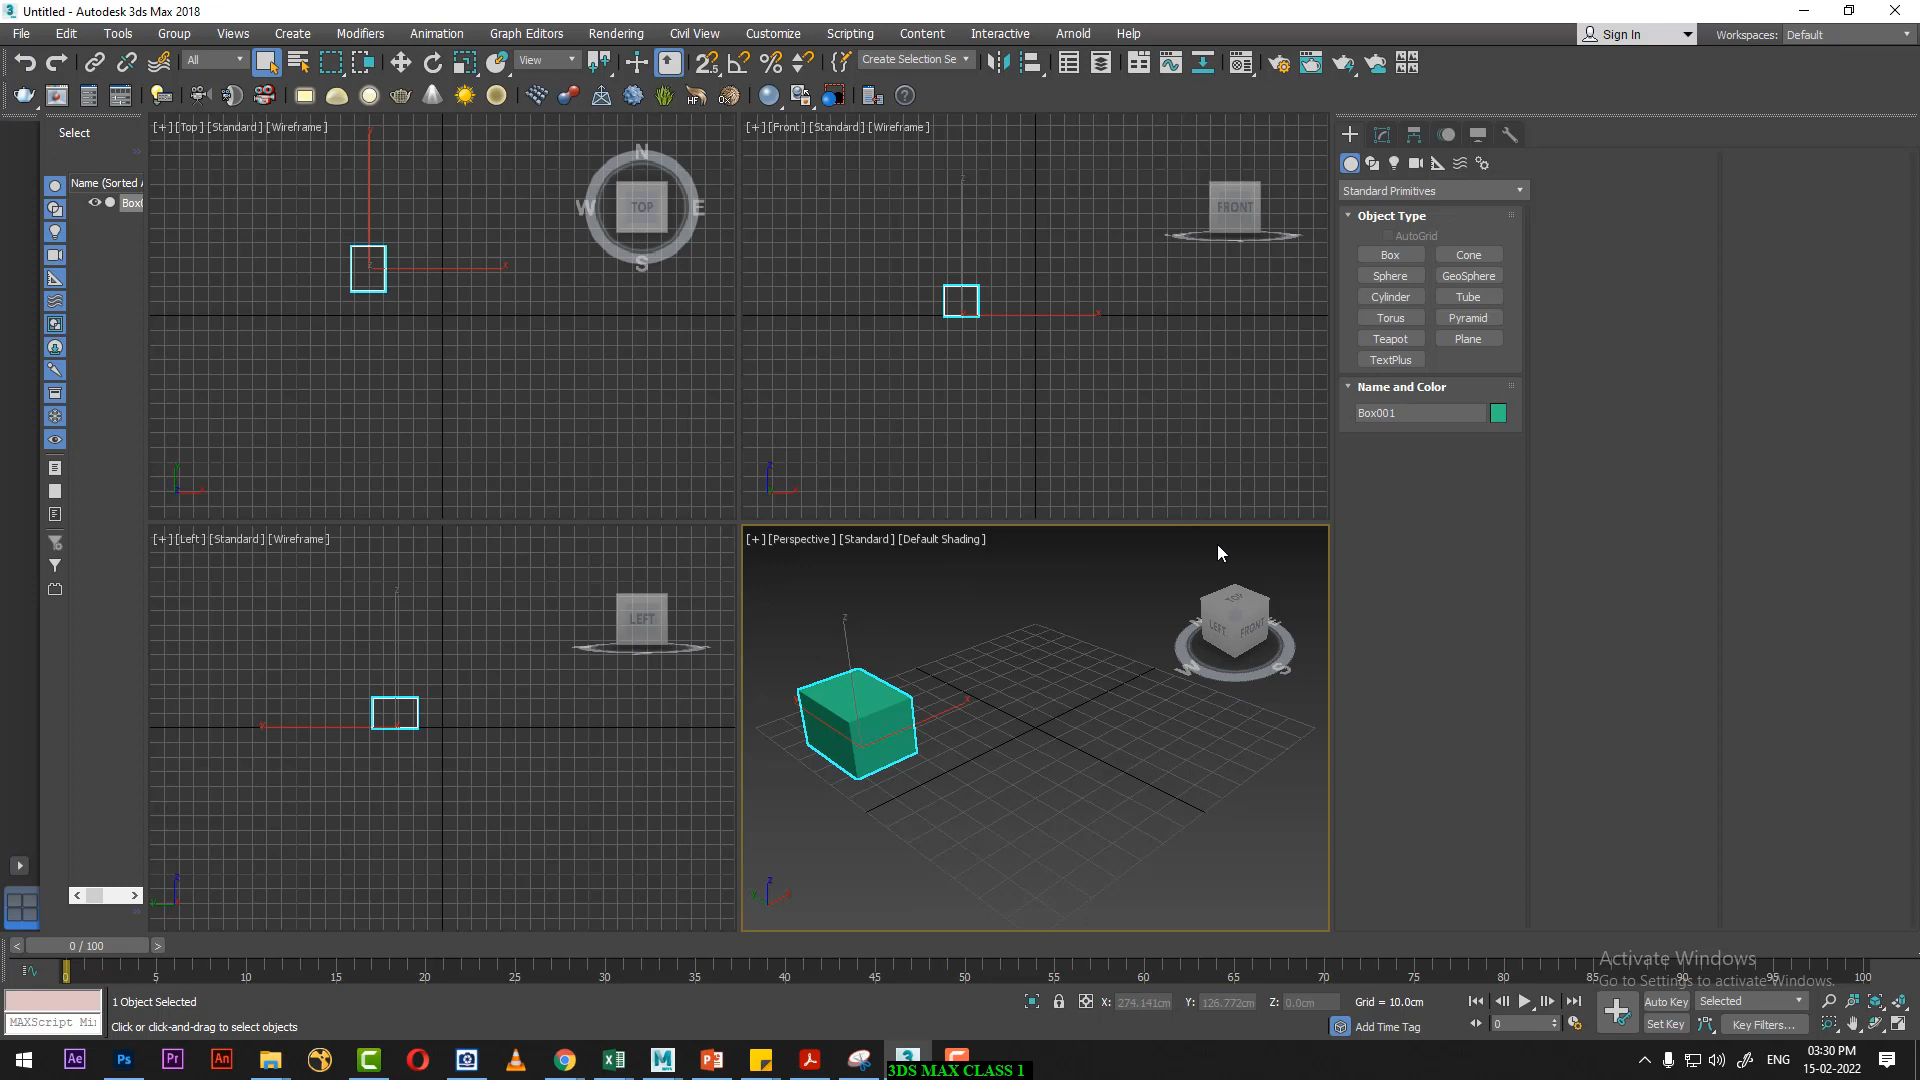 Untitled - Autodesk 3ds Max 2018
File Edit Tools Group Views Create Modifiers Animation Graph Editors Rendering Civil View Customize Scripting Content Interactive Arnold Help
Sign In Workspaces: Default
All View Create Selection Se
Select
[+] [Top] [Standard] [Wireframe]
[+] [Front] [Standard] [Wireframe]
Name (Sorted
Box
N
W TOP E
S
FRONT
Standard Primitives
Object Type
AutoGrid
Box Cone
Sphere GeoSphere
Cylinder Tube
Torus Pyramid
Teapot Plane
TextPlus
Name and Color
Box001
[+] [Left] [Standard] [Wireframe]
[+] [Perspective] [Standard] [Default Shading]
LEFT
TOP
LEFT FRONT
W S
0 / 100
0 5 10 15 20 25 30 35 40 45 50 55 60 65 70 75 80 85 90 95 100
Activate Windows
Go to Settings to activate Windows.
1 Object Selected
X: 274.141cm Y: 126.772cm Z: 0.0cm Grid = 10.0cm
Auto Key Selected
MAXScript Mi
Click or click-and-drag to select objects
Add Time Tag
0
Set Key Key Filters...
ENG
03:30 PM
15-02-2022
3DS MAX CLASS 1